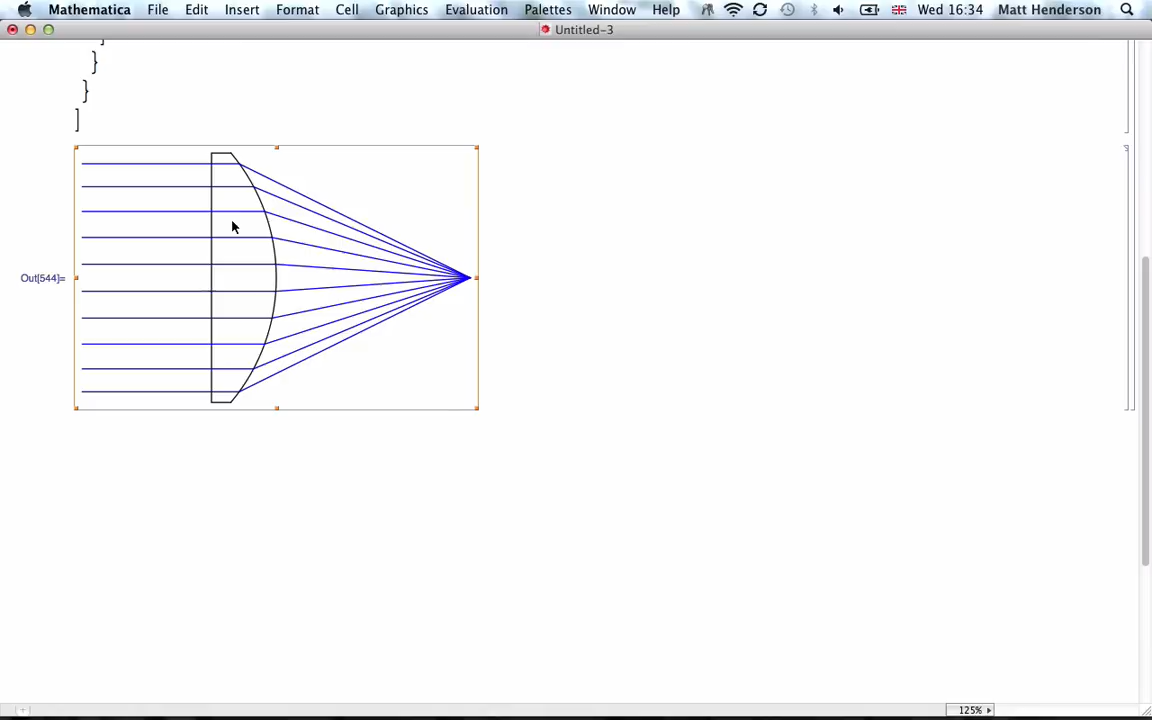 Mathematica File Edit Insert Format Cell Graphics Evaluation Palettes Window Help Wed 16:34 Matt Henderson
Untitled-3
}
}
]
Out[544]=
125%